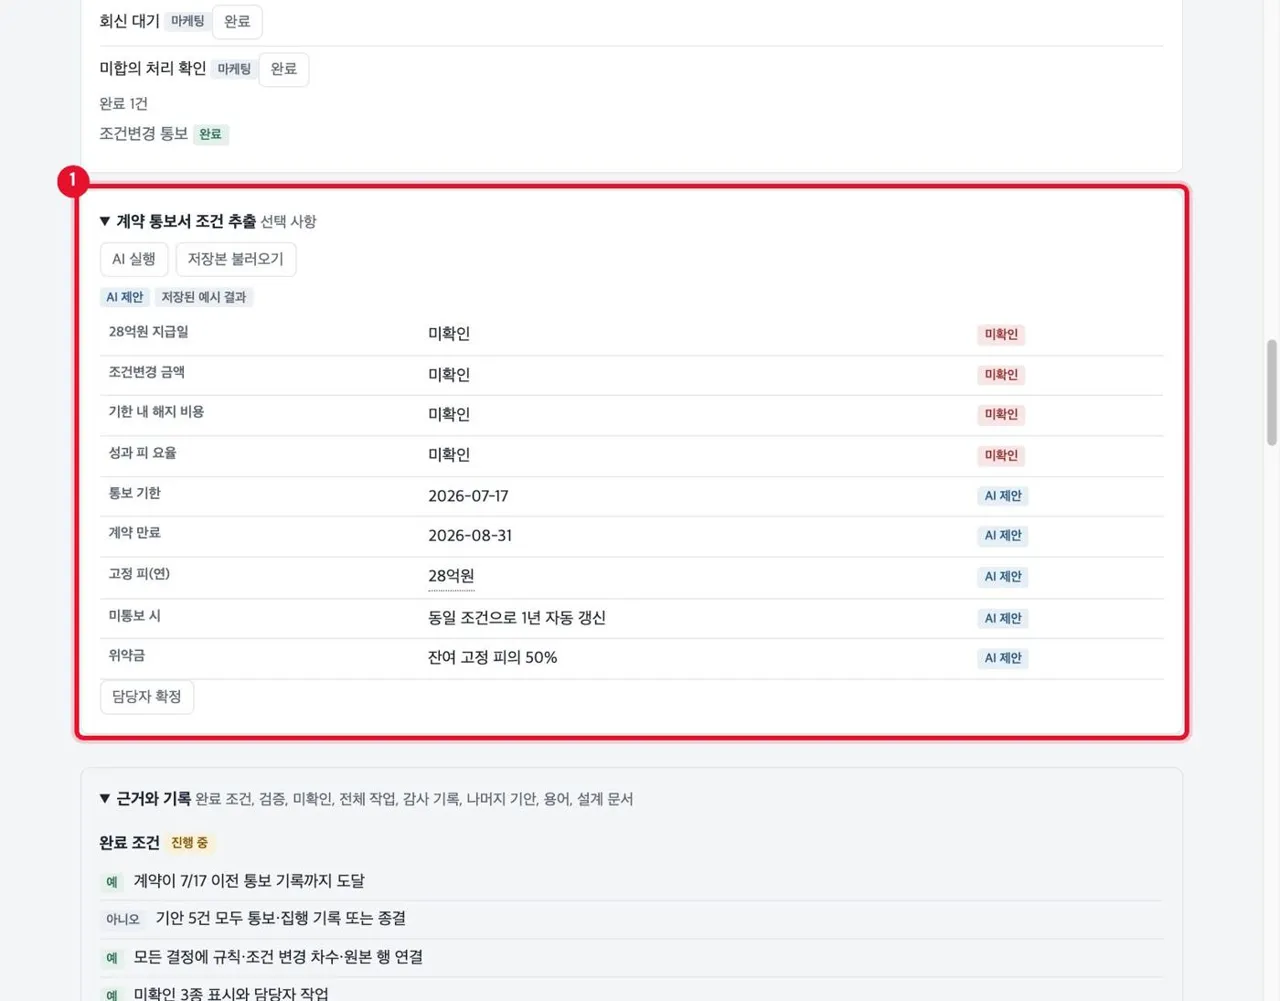 회신 대기 마케팅 완료
미합의 처리 확인 마케팅 완료
완료 1건
조건변경 통보 완료
1
▼ 계약 통보서 조건 추출 선택 사항
AI 실행 저장본 불러오기
AI 제안 저장된 예시 결과
28억원 지급일 미확인 미확인
조건변경 금액 미확인 미확인
기한 내 해지 비용 미확인 미확인
성과 피 요율 미확인 미확인
통보 기한 2026-07-17 AI 제안
계약 만료 2026-08-31 AI 제안
고정 피(연) 28억원 AI 제안
미통보 시 동일 조건으로 1년 자동 갱신 AI 제안
위약금 잔여 고정 피의 50% AI 제안
담당자 확정
▼ 근거와 기록 완료 조건, 검증, 미확인, 전체 작업, 감사 기록, 나머지 기안, 용어, 설계 문서
완료 조건 진행 중
예 계약이 7/17 이전 통보 기록까지 도달
아니오 기안 5건 모두 통보·집행 기록 또는 종결
예 모든 결정에 규칙·조건 변경 차수·원본 행 연결
예 미확인 3종 표시와 담당자 작업